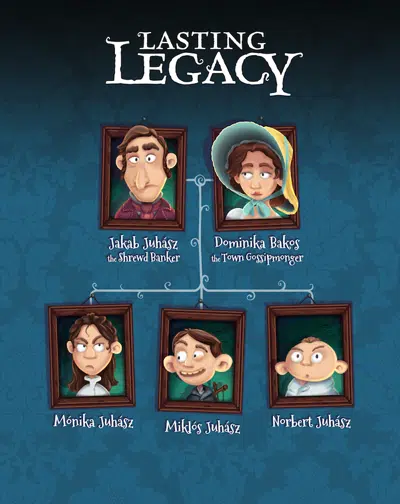 LASTING
LEGACY
Jakab Juhász
the Shrewd Banker
Dominika Bakos
the Town Gossipmonger
Mónika Juhász
Miklós Juhász
Norbert Juhász